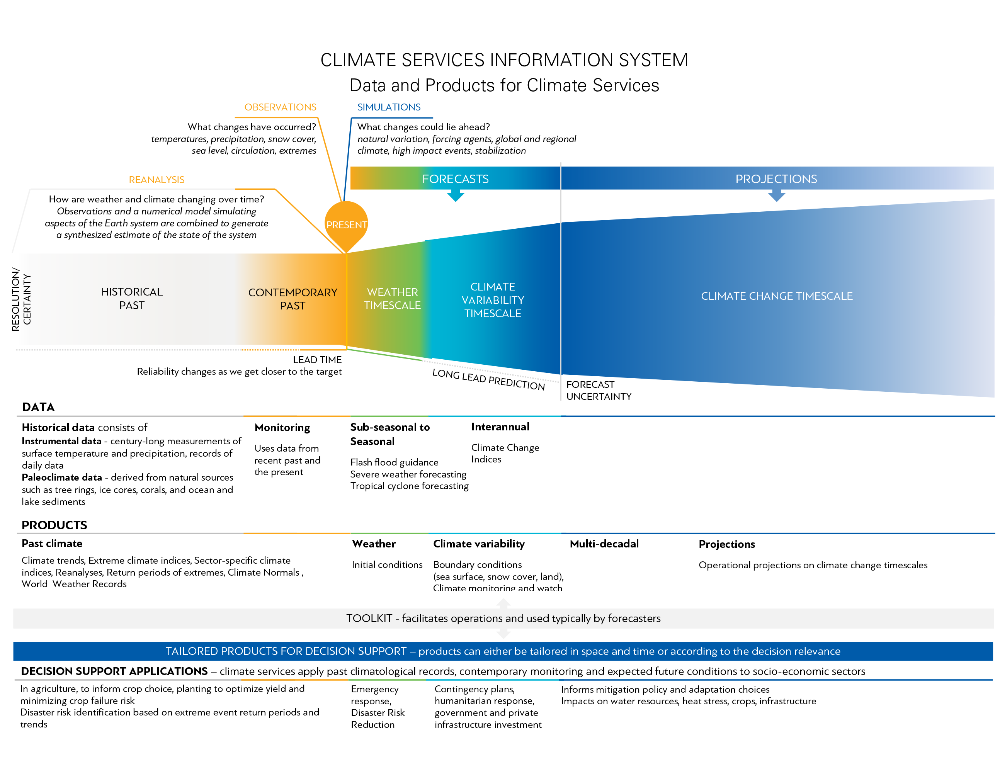 CLIMATE SERVICES INFORMATION SYSTEM
Data and Products for Climate Services
OBSERVATIONS
What changes have occurred?
temperatures, precipitation, snow cover,
sea level, circulation, extremes
SIMULATIONS
What changes could lie ahead?
natural variation, forcing agents, global and regional
climate, high impact events, stabilization
REANALYSIS
How are weather and climate changing over time?
Observations and a numerical model simulating
aspects of the Earth system are combined to generate
a synthesized estimate of the state of the system
FORECASTS
PROJECTIONS
PRESENT
RESOLUTION/
CERTAINTY
HISTORICAL
PAST
CONTEMPORARY
PAST
WEATHER
TIMESCALE
CLIMATE
VARIABILITY
TIMESCALE
CLIMATE CHANGE TIMESCALE
LEAD TIME
Reliability changes as we get closer to the target
LONG LEAD PREDICTION
FORECAST
UNCERTAINTY
DATA
Historical data consists of
Instrumental data - century-long measurements of
surface temperature and precipitation, records of
daily data
Paleoclimate data - derived from natural sources
such as tree rings, ice cores, corals, and ocean and
lake sediments
Monitoring
Uses data from
recent past and
the present
Sub-seasonal to
Seasonal
Flash flood guidance
Severe weather forecasting
Tropical cyclone forecasting
Interannual
Climate Change
Indices
PRODUCTS
Past climate
Climate trends, Extreme climate indices, Sector-specific climate
indices, Reanalyses, Return periods of extremes, Climate Normals ,
World Weather Records
Weather
Initial conditions
Climate variability
Boundary conditions
(sea surface, snow cover, land),
Climate monitoring and watch
Multi-decadal
Projections
Operational projections on climate change timescales
TOOLKIT - facilitates operations and used typically by forecasters
TAILORED PRODUCTS FOR DECISION SUPPORT – products can either be tailored in space and time or according to the decision relevance
DECISION SUPPORT APPLICATIONS – climate services apply past climatological records, contemporary monitoring and expected future conditions to socio-economic sectors
In agriculture, to inform crop choice, planting to optimize yield and
minimizing crop failure risk
Disaster risk identification based on extreme event return periods and
trends
Emergency
response,
Disaster Risk
Reduction
Contingency plans,
humanitarian response,
government and private
infrastructure investment
Informs mitigation policy and adaptation choices
Impacts on water resources, heat stress, crops, infrastructure